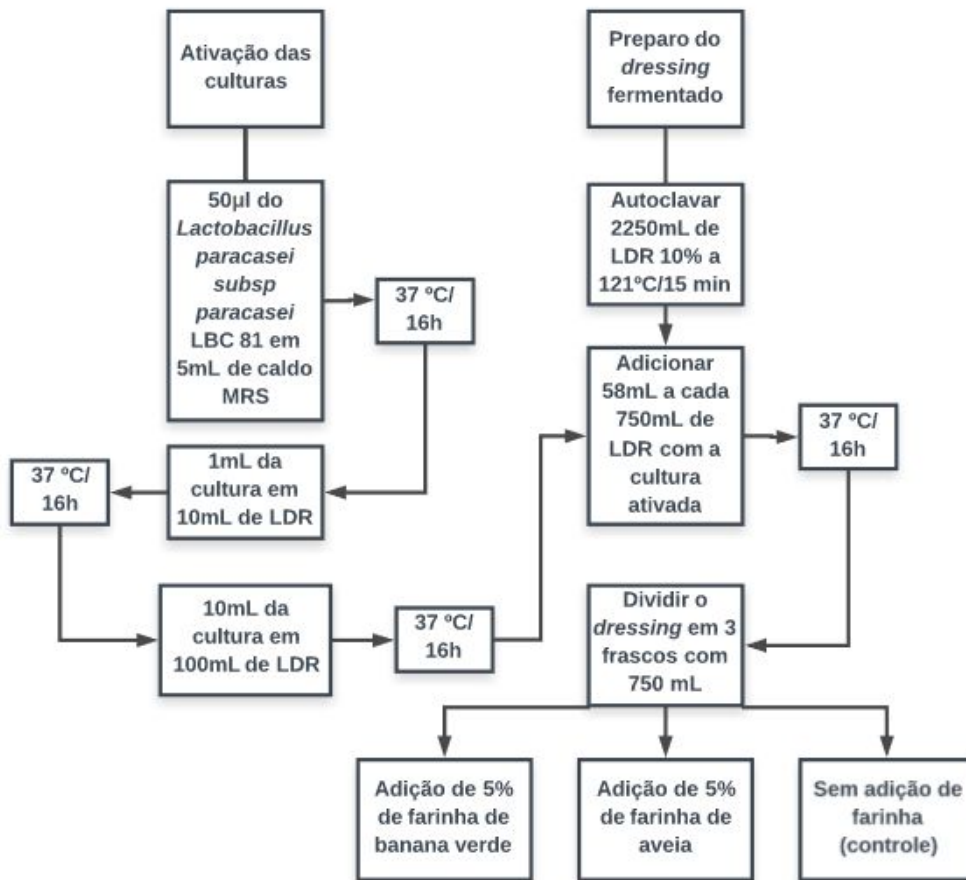 Ativação das
culturas
50µl do
Lactobacillus
paracasei
subsp
paracasei
LBC 81 em
5mL de caldo
MRS
37 ºC/
16h
1mL da
cultura em
10mL de LDR
37 ºC/
16h
10mL da
cultura em
100mL de LDR
37 ºC/
16h
Preparo do
dressing
fermentado
Autoclavar
2250mL de
LDR 10% a
121ºC/15 min
Adicionar
58mL a cada
750mL de
LDR com a
cultura
ativada
37 ºC/
16h
Dividir o
dressing em 3
frascos com
750 mL
Adição de 5%
de farinha de
banana verde
Adição de 5%
de farinha de
aveia
Sem adição de
farinha
(controle)